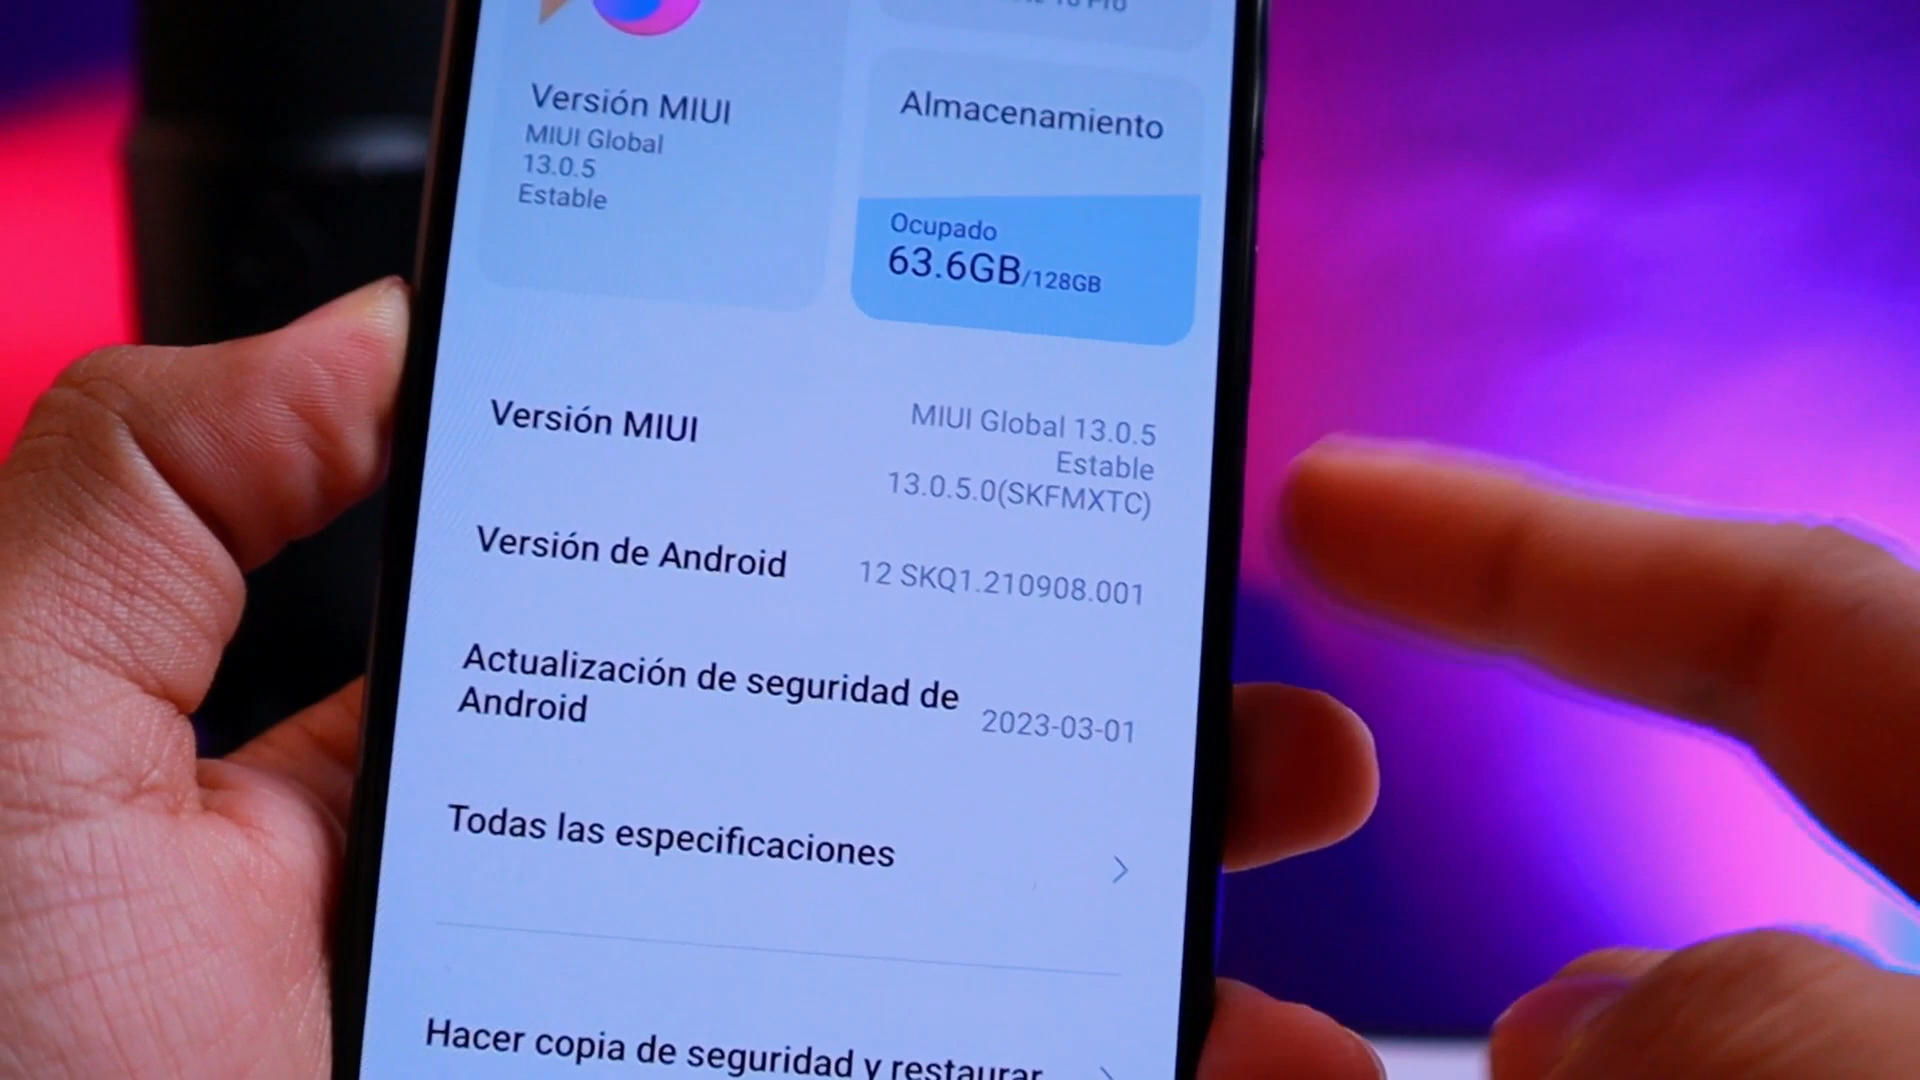 10 Pro
Versión MIUI
MIUI Global
13.0.5
Estable
Almacenamiento
Ocupado
63.6GB/128GB
Versión MIUI
MIUI Global 13.0.5
Estable
13.0.5.0(SKFMXTC)
Versión de Android
12 SKQ1.210908.001
Actualización de seguridad de
Android
2023-03-01
Todas las especificaciones
Hacer copia de seguridad y restaurar